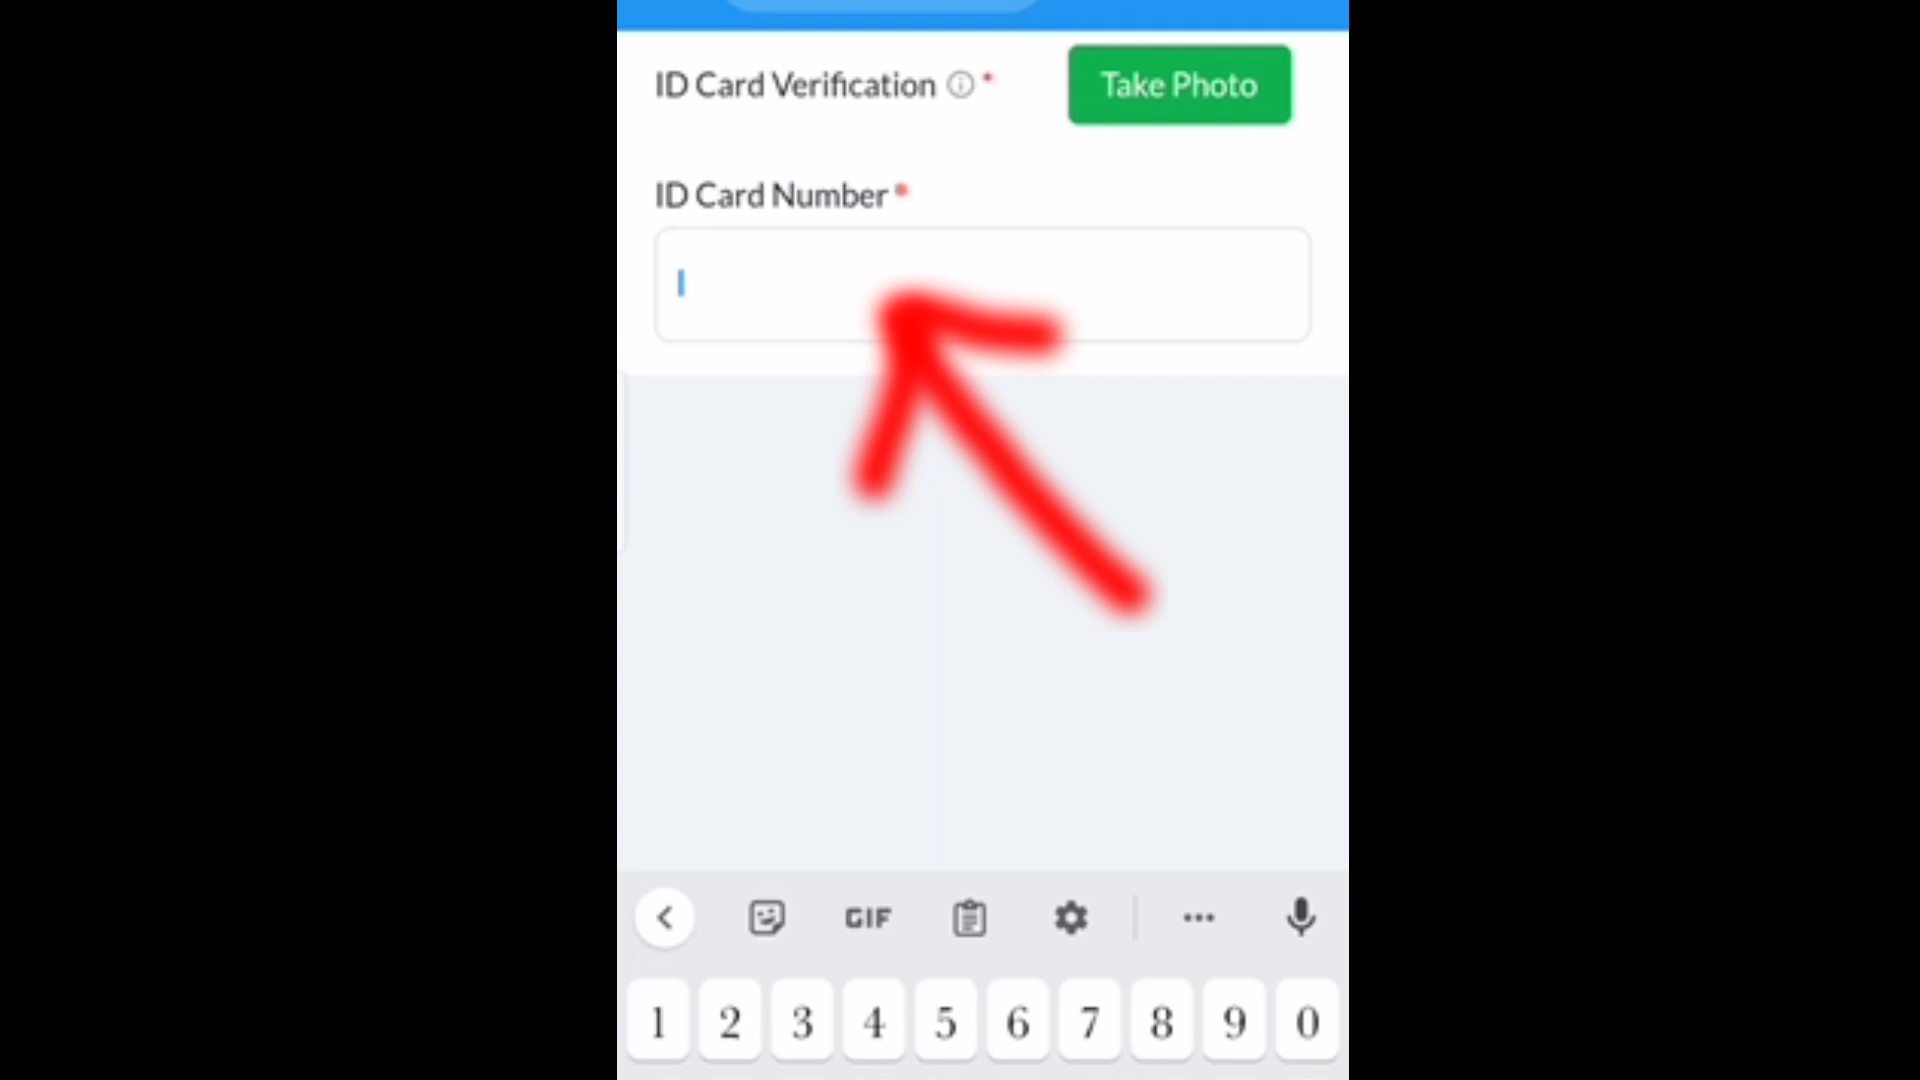 ID Card Verification *
Take Photo
ID Card Number *
GIF
1 2 3 4 5 6 7 8 9 0